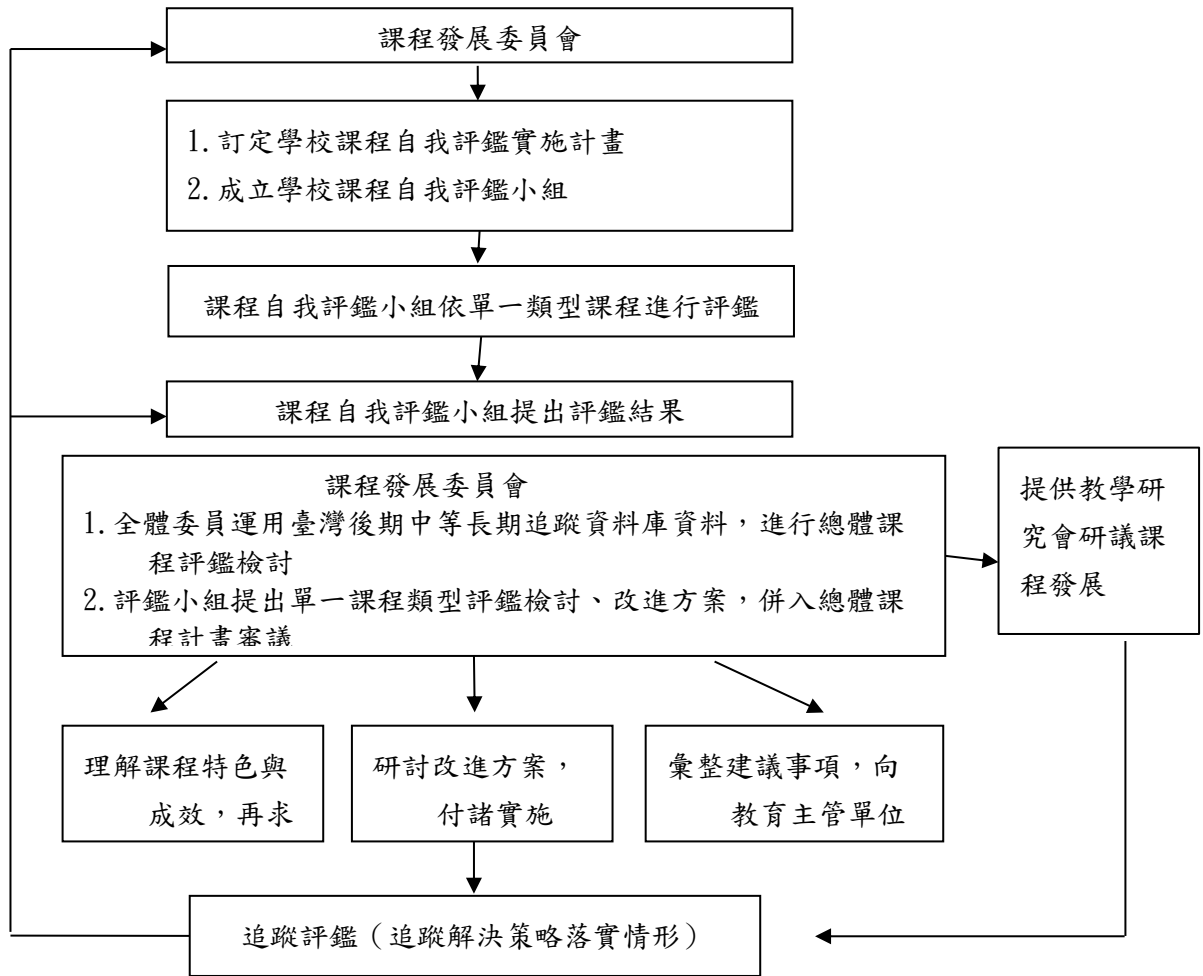 課程發展委員會
1.訂定學校課程自我評鑑實施計畫
2.成立學校課程自我評鑑小組
課程自我評鑑小組依單一類型課程進行評鑑
課程自我評鑑小組提出評鑑結果
課程發展委員會
1.全體委員運用臺灣後期中等長期追蹤資料庫資料，進行總體課
程評鑑檢討
2.評鑑小組提出單一課程類型評鑑檢討、改進方案，併入總體課
程計畫審議
提供教學研
究會研議課
程發展
理解課程特色與
成效，再求
研討改進方案，
付諸實施
彙整建議事項，向
教育主管單位
追蹤評鑑（追蹤解決策略落實情形）